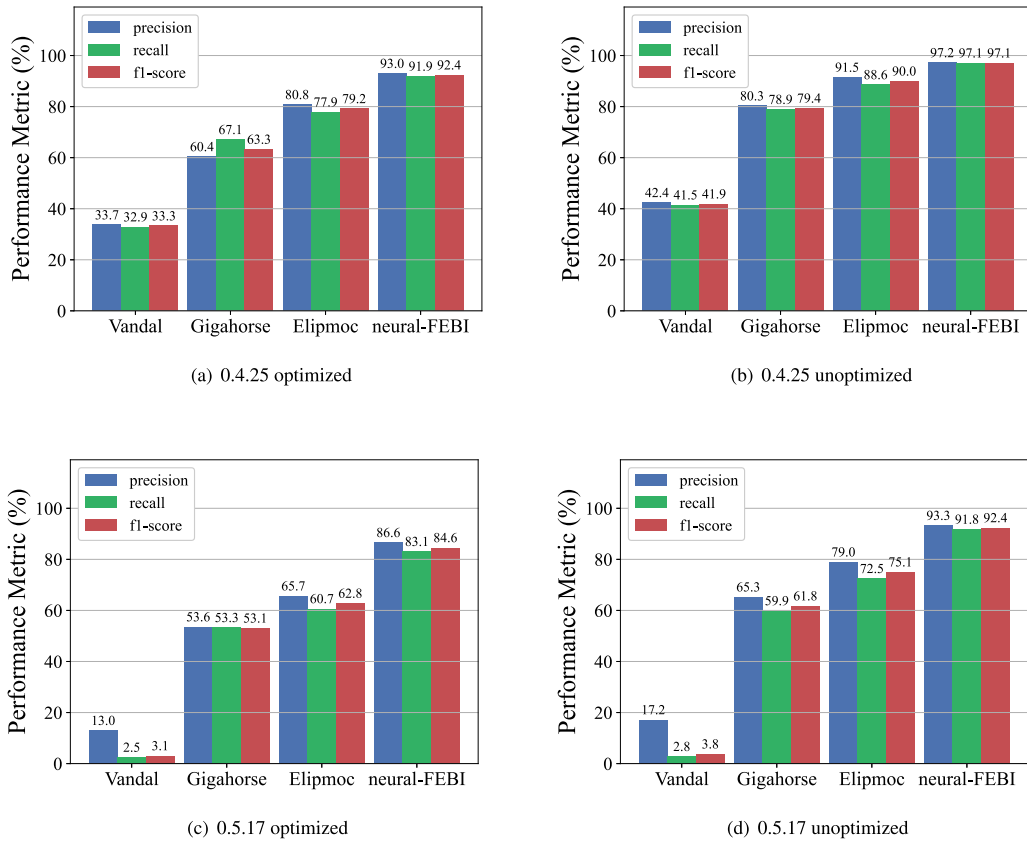 precision
recall
f1-score
Performance Metric (%)
100
80
60
40
20
0
33.7 32.9 33.3
60.4 67.1 63.3
80.8 77.9 79.2
93.0 91.9 92.4
Vandal Gigahorse Elipmoc neural-FEBI
(a) 0.4.25 optimized
precision
recall
f1-score
Performance Metric (%)
100
80
60
40
20
0
42.4 41.5 41.9
80.3 78.9 79.4
91.5 88.6 90.0
97.2 97.1 97.1
Vandal Gigahorse Elipmoc neural-FEBI
(b) 0.4.25 unoptimized
precision
recall
f1-score
Performance Metric (%)
100
80
60
40
20
0
13.0 2.5 3.1
53.6 53.3 53.1
65.7 60.7 62.8
86.6 83.1 84.6
Vandal Gigahorse Elipmoc neural-FEBI
(c) 0.5.17 optimized
precision
recall
f1-score
Performance Metric (%)
100
80
60
40
20
0
17.2 2.8 3.8
65.3 59.9 61.8
79.0 72.5 75.1
93.3 91.8 92.4
Vandal Gigahorse Elipmoc neural-FEBI
(d) 0.5.17 unoptimized